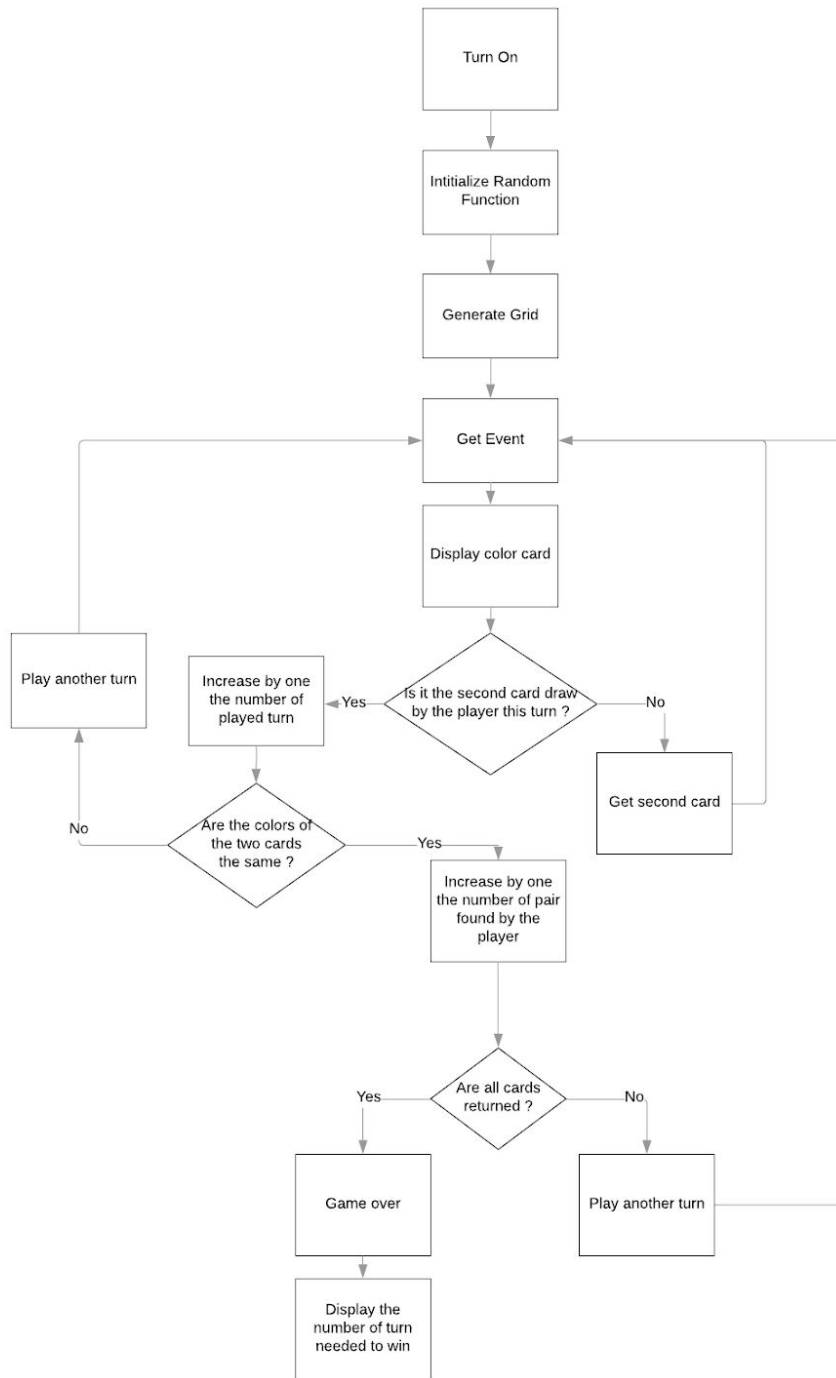 Turn On
Intitialize Random
Function
Generate Grid
Get Event
Display color card
Is it the second card draw
by the player this turn ?
Yes
No
Increase by one
the number of
played turn
Play another turn
Get second card
Are the colors of
the two cards
the same ?
No
Yes
Increase by one
the number of pair
found by the
player
Are all cards
returned ?
Yes
No
Game over
Play another turn
Display the
number of turn
needed to win